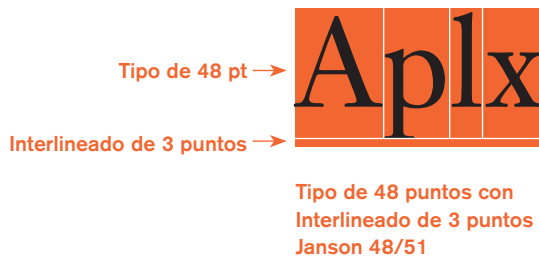 Aplx
Tipo de 48 pt
Interlineado de 3 puntos
Tipo de 48 puntos con
Interlineado de 3 puntos
Janson 48/51